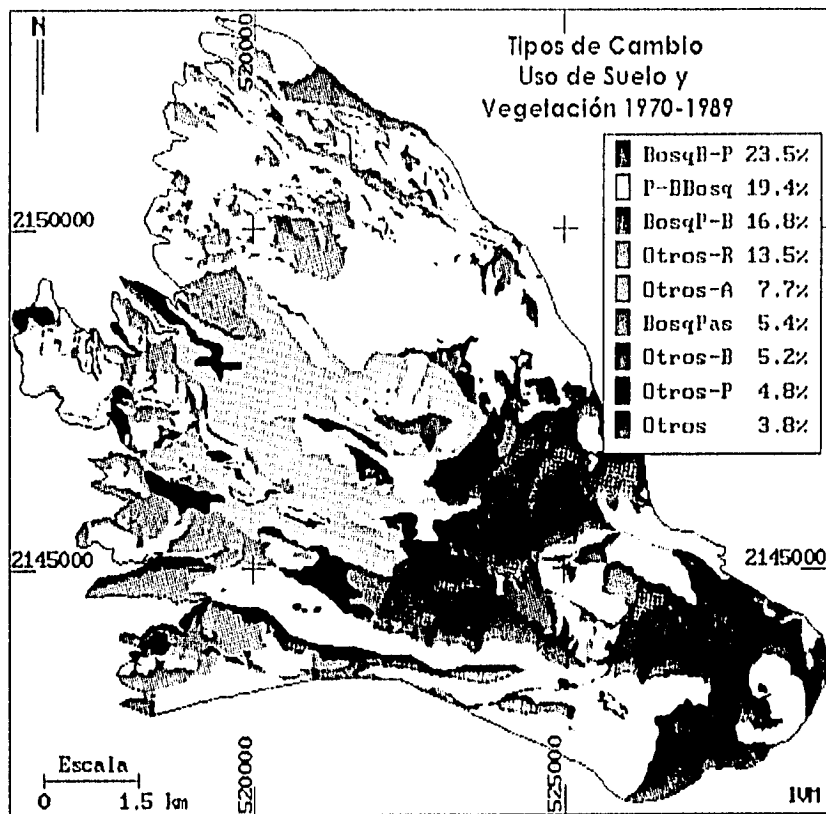 N
520000
Tipos de Cambio
Uso de Suelo y
Vegetación 1970-1989
BosqB-P 23.5%
P-BBosq 19.4%
BosqP-B 16.8%
Otros-R 13.5%
Otros-A 7.7%
BosqPas 5.4%
Otros-B 5.2%
Otros-P 4.8%
Otros 3.8%
2150000
2145000
2145000
Escala
0 1.5 km
520000
525000
IVM